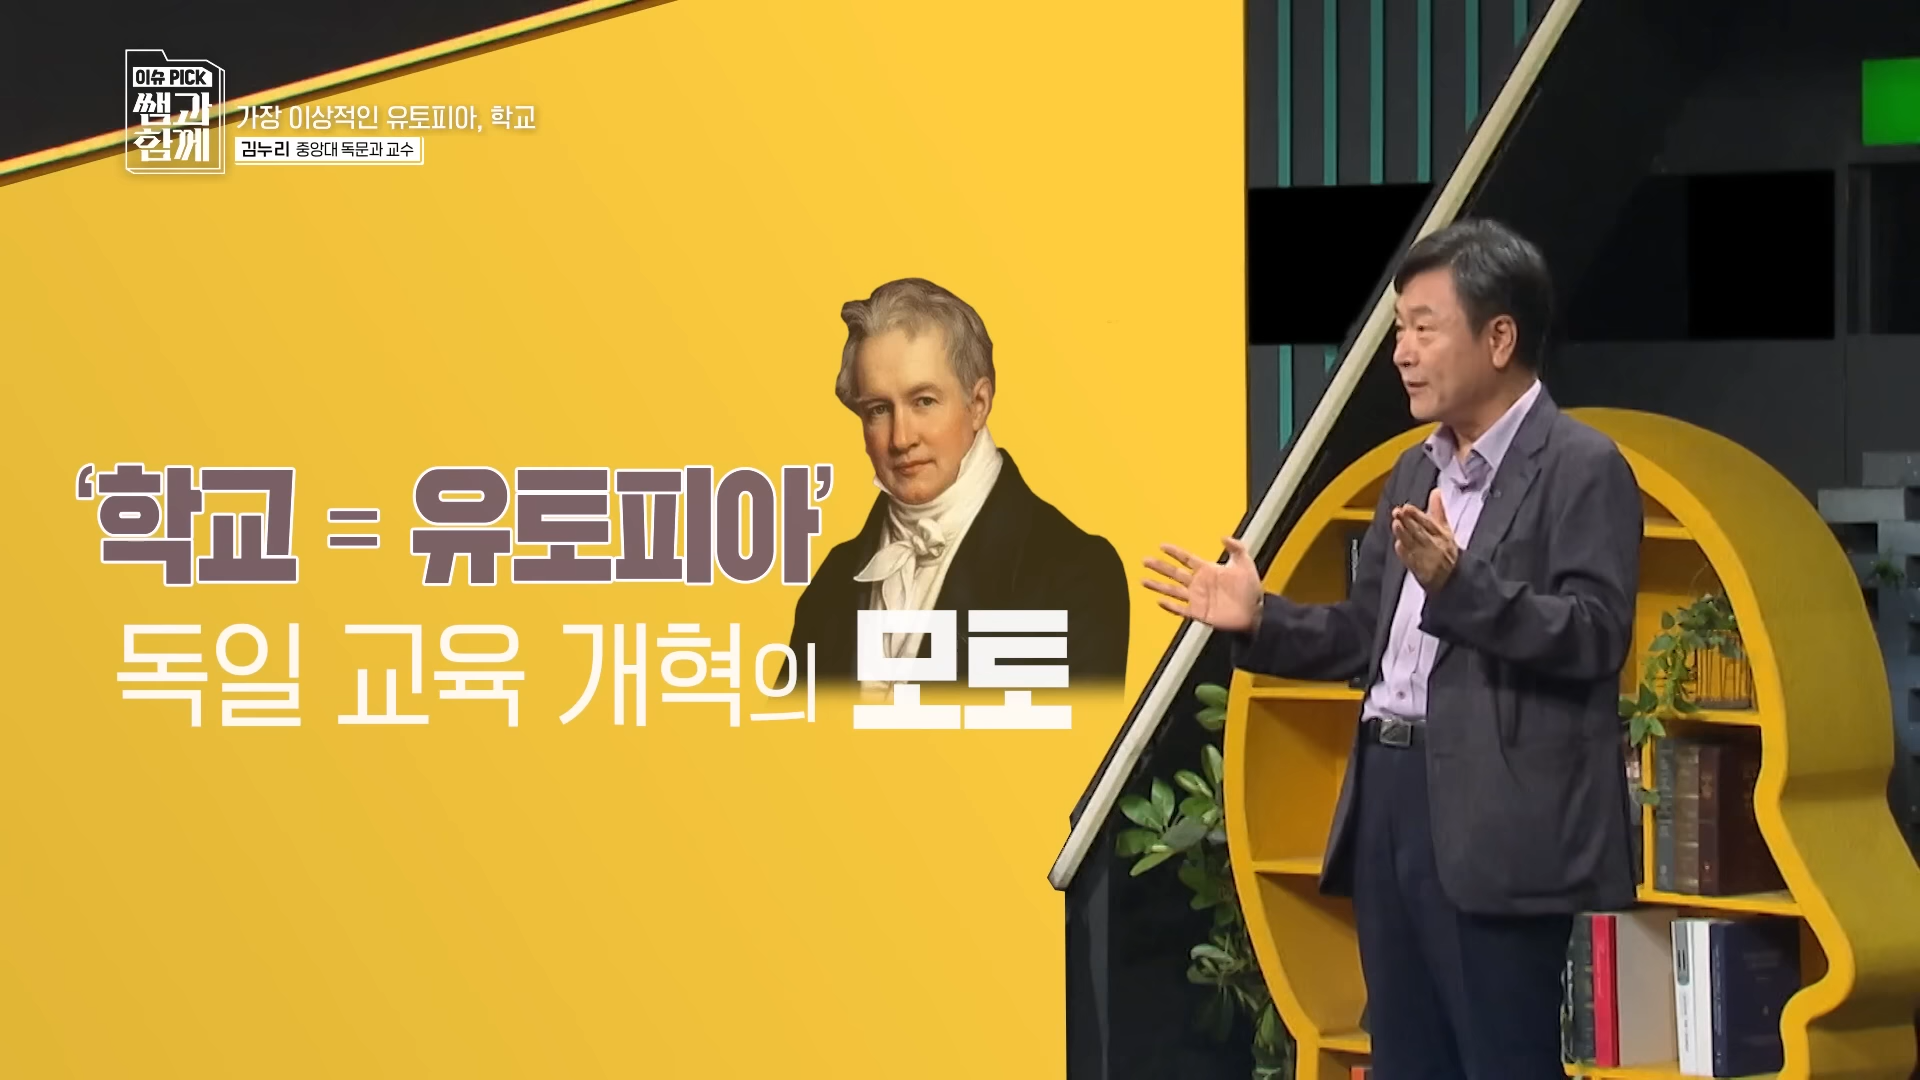 이슈 PICK
쌤과
함께
가장 이상적인 유토피아, 학교
김누리 중앙대 독문과 교수
‘학교 = 유토피아’
독일 교육 개혁의 모토